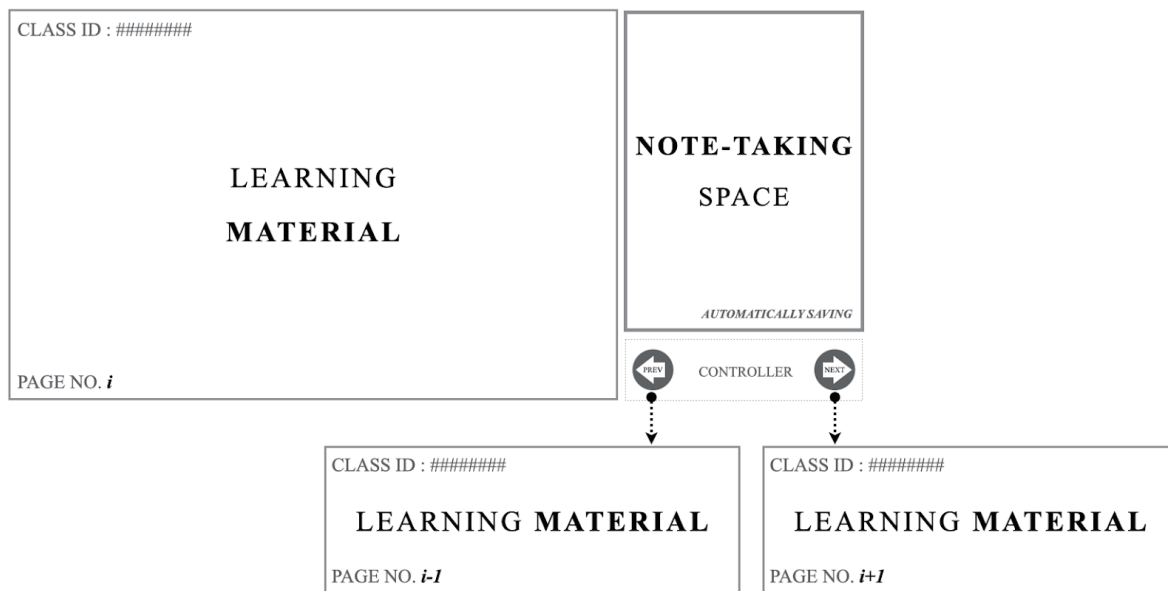 CLASS ID : ########
LEARNING
MATERIAL
PAGE NO. i
NOTE-TAKING
SPACE
AUTOMATICALLY SAVING
PREV
CONTROLLER
NEXT
CLASS ID : ########
LEARNING MATERIAL
PAGE NO. i-1
CLASS ID : ########
LEARNING MATERIAL
PAGE NO. i+1